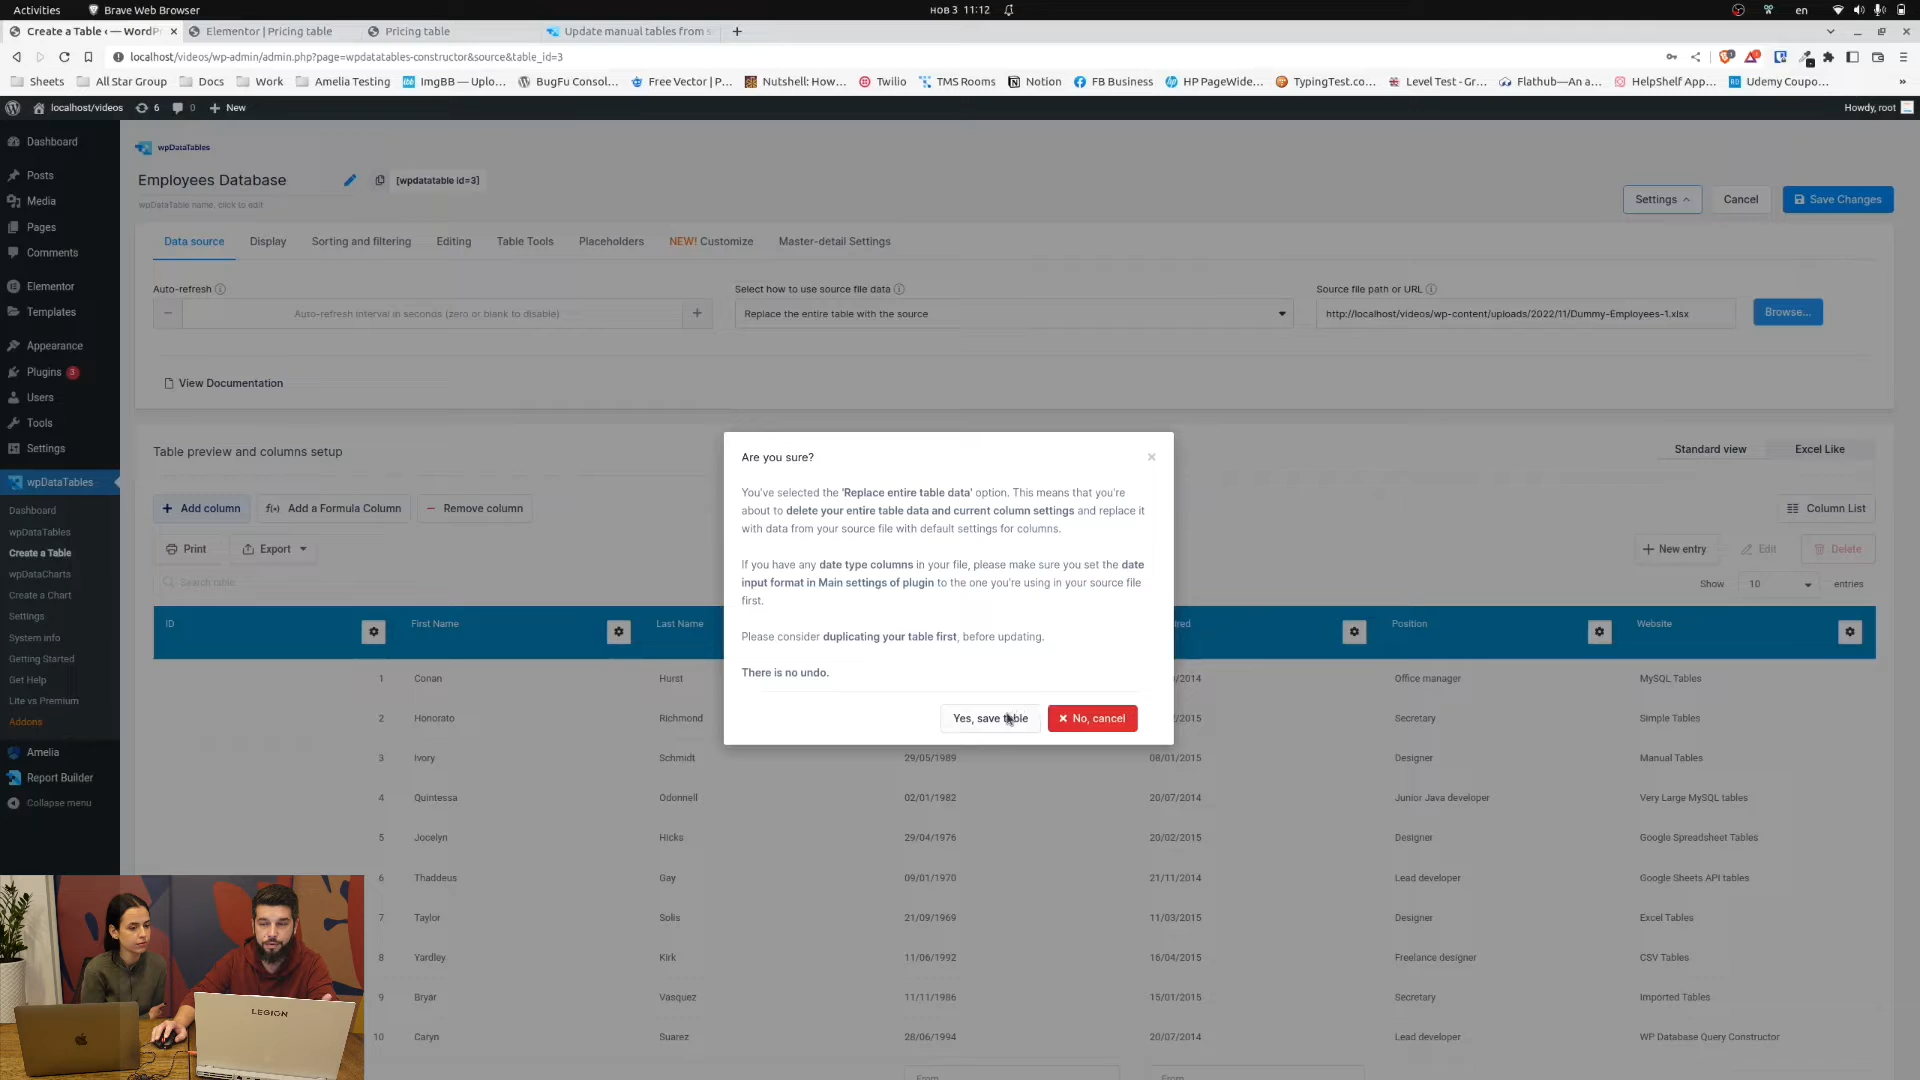 Activities
Brave Web Browser
нов 3 11:12
en
Create a Table ‹ — WordPr
Elementor | Pricing table
Pricing table
Update manual tables from s
localhost/videos/wp-admin/admin.php?page=wpdatatables-constructor&source&table_id=3
Sheets
All Star Group
Docs
Work
Amelia Testing
ImgBB — Uplo...
BugFu Consol...
Free Vector | P...
Nutshell: How...
Twilio
TMS Rooms
Notion
FB Business
HP PageWide...
TypingTest.co...
Level Test - Gr...
Flathub—An a...
HelpShelf App...
Udemy Coupo...
localhost/videos
6
New
Howdy, root
Dashboard
Posts
Media
Pages
Comments
Elementor
Templates
Appearance
Plugins 3
Users
Tools
Settings
wpDataTables
Dashboard
wpDataTables
Create a Table
wpDataCharts
Create a Chart
Settings
System info
Getting Started
Get Help
Lite vs Premium
Addons
Amelia
Report Builder
Collapse menu
wpDataTables
Employees Database
[wpdatatable id=3]
wpDataTable name, click to edit
Settings
Cancel
Save Changes
Data source
Display
Sorting and filtering
Editing
Table Tools
Placeholders
NEW! Customize
Master-detail Settings
Auto-refresh
Select how to use source file data
Source file path or URL
Auto-refresh interval in seconds (zero or blank to disable)
Replace the entire table with the source
http://localhost/videos/wp-content/uploads/2022/11/Dummy-Employees-1.xlsx
Browse...
View Documentation
Table preview and columns setup
Standard view
Excel Like
Add column
f(x) Add a Formula Column
Remove column
Column List
Print
Export
New entry
Edit
Delete
Search table
Show 10 entries
Are you sure?
You've selected the 'Replace entire table data' option. This means that you're
about to delete your entire table data and current column settings and replace it
with data from your source file with default settings for columns.
If you have any date type columns in your file, please make sure you set the date
input format in Main settings of plugin to the one you're using in your source file
first.
Please consider duplicating your table first, before updating.
There is no undo.
Yes, save table
No, cancel
ID First Name Last Name ired Position Website
1 Conan Hurst /2014 Office manager MySQL Tables
2 Honorato Richmond /2015 Secretary Simple Tables
3 Ivory Schmidt 29/05/1989 08/01/2015 Designer Manual Tables
4 Quintessa Odonnell 02/01/1982 20/07/2014 Junior Java developer Very Large MySQL tables
5 Jocelyn Hicks 29/04/1976 20/02/2015 Designer Google Spreadsheet Tables
6 Thaddeus Gay 09/01/1970 21/11/2014 Lead developer Google Sheets API tables
7 Taylor Solis 21/09/1969 11/03/2015 Designer Excel Tables
8 Yardley Kirk 11/06/1992 16/04/2015 Freelance designer CSV Tables
9 Bryar Vasquez 11/11/1986 15/01/2015 Secretary Imported Tables
10 Caryn Suarez 28/06/1994 20/07/2014 Lead developer WP Database Query Constructor
From
From
LEGION